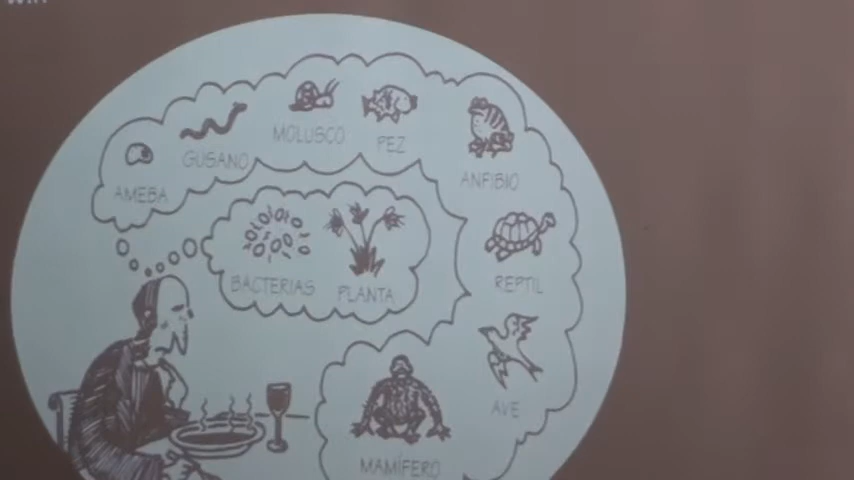 AMEBA
GUSANO
MOLUSCO
PEZ
ANFIBIO
REPTIL
AVE
MAMÍFERO
BACTERIAS
PLANTA